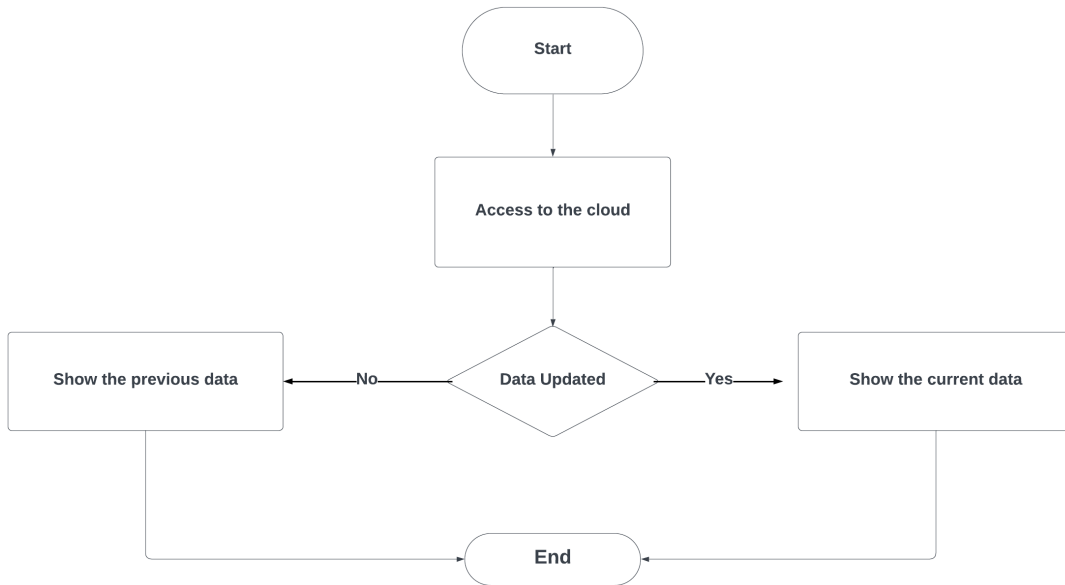 Start
Access to the cloud
Show the previous data
No
Data Updated
Yes
Show the current data
End